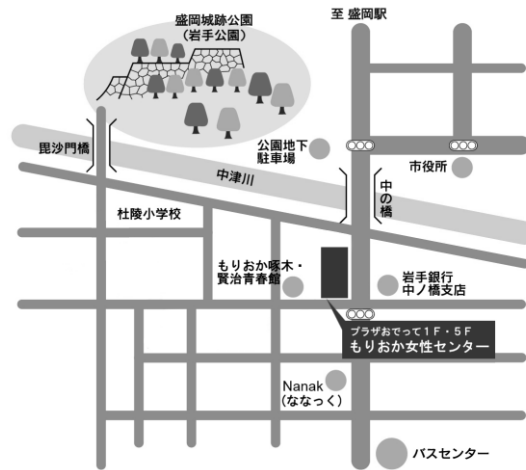 盛岡城跡公園
（岩手公園）
至 盛岡駅
毘沙門橋
公園地下
駐車場
市役所
中津川
中の橋
杜陵小学校
もりおか啄木・
賢治青春館
岩手銀行
中ノ橋支店
プラザおでって1F・5F
もりおか女性センター
Nanak
(ななっく)
バスセンター